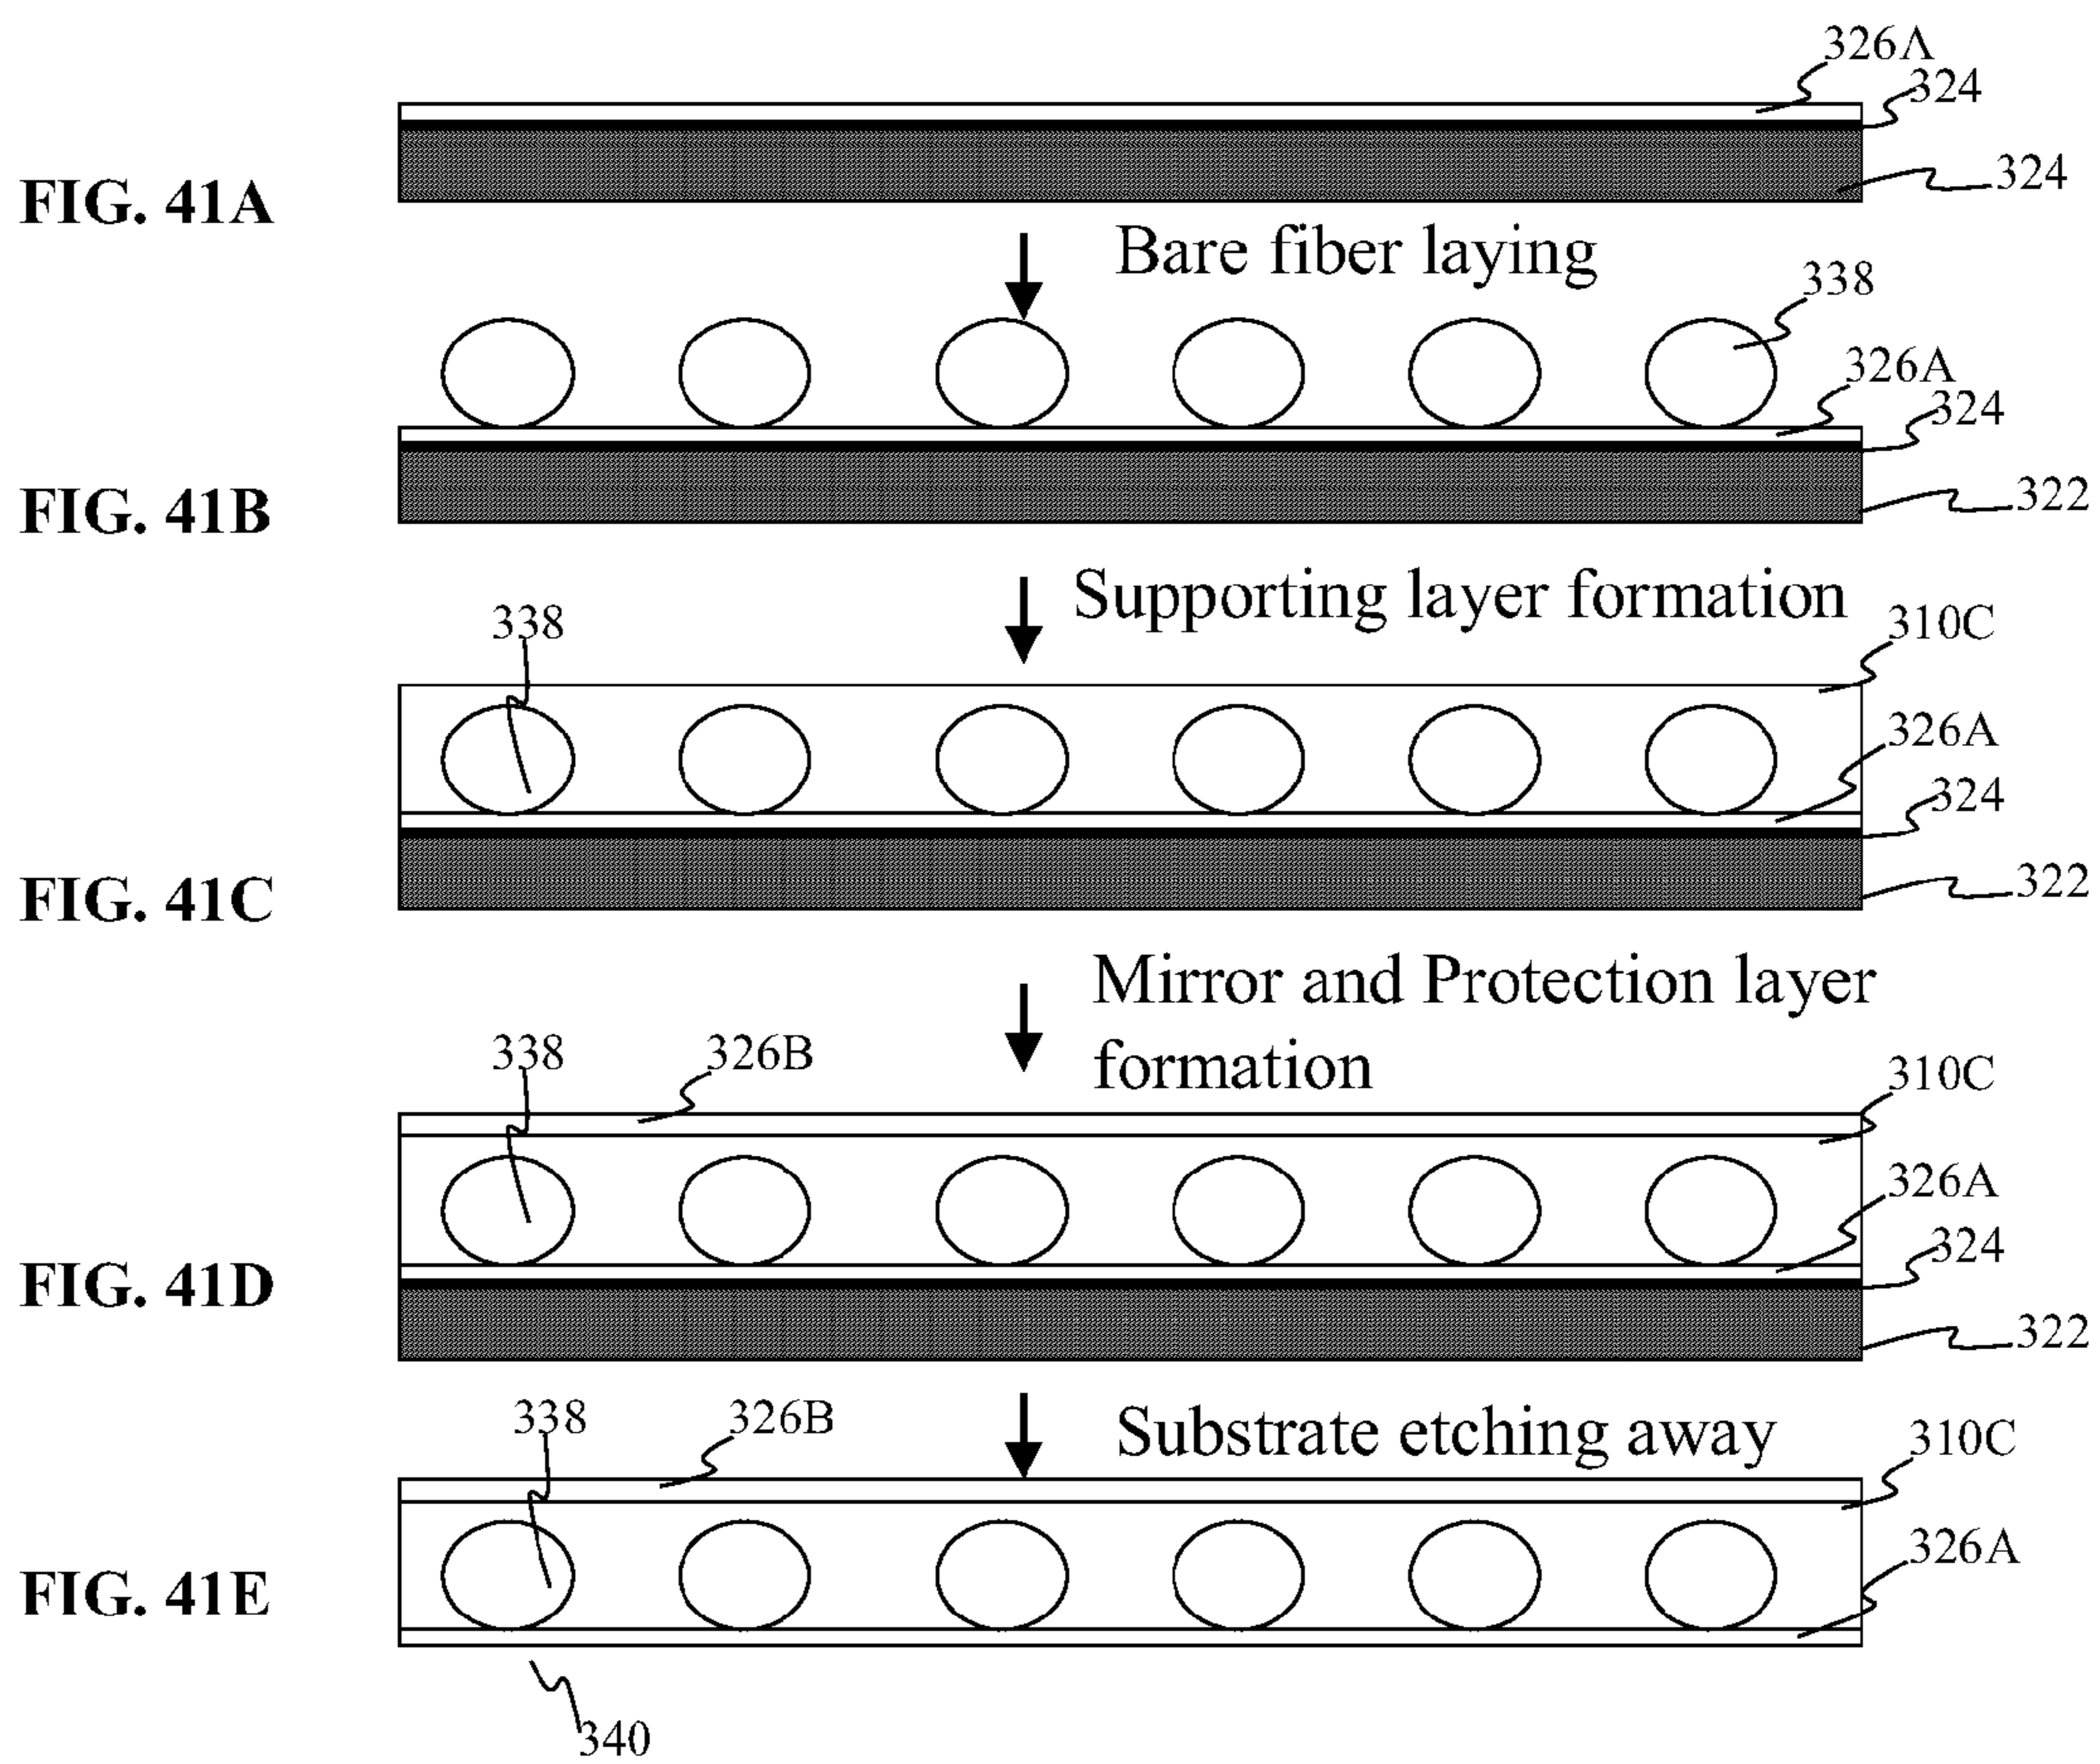 326A
324
324
FIG. 41A
Bare fiber laying
338
326A
324
322
FIG. 41B
Supporting layer formation
338
310C
326A
324
322
FIG. 41C
Mirror and Protection layer
formation
338
326B
310C
326A
324
322
FIG. 41D
Substrate etching away
338
326B
310C
326A
FIG. 41E
340